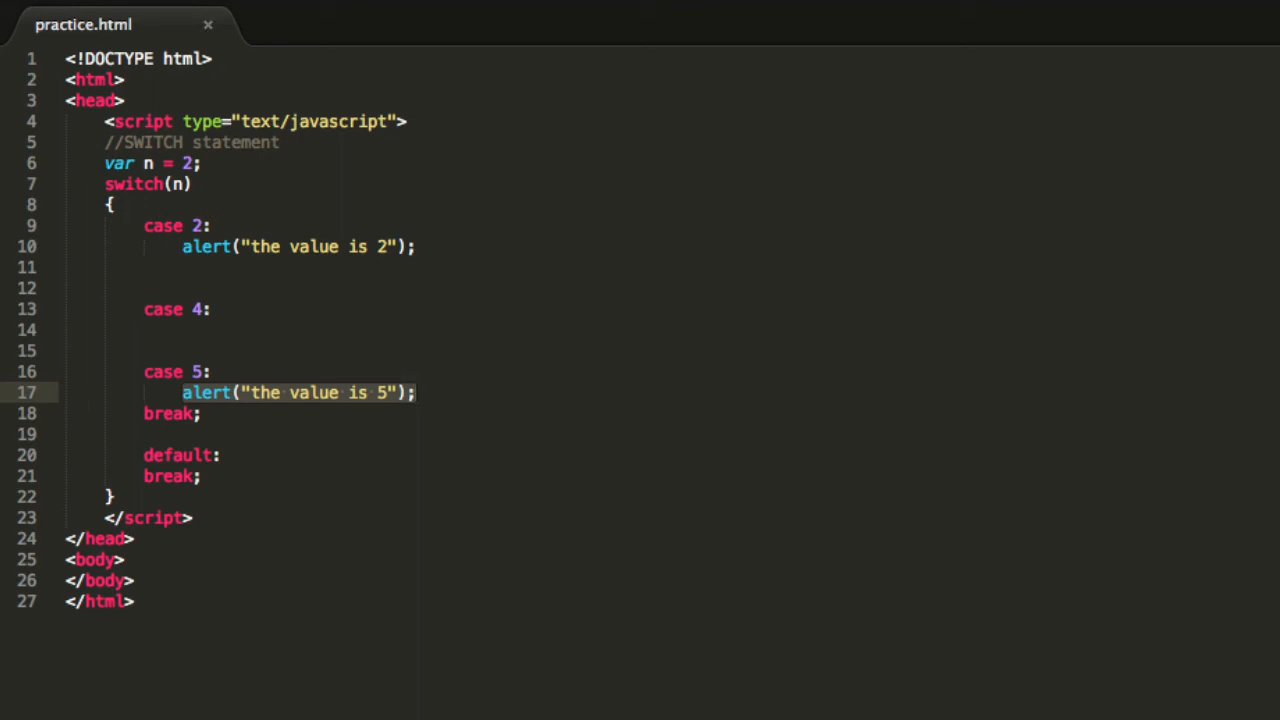 practice.html ×
1 <!DOCTYPE html>
2 <html>
3 <head>
4 <script type="text/javascript">
5 //SWITCH statement
6 var n = 2;
7 switch(n)
8 {
9 case 2:
10 alert("the value is 2");
11
12
13 case 4:
14
15
16 case 5:
17 alert("the value is 5");
18 break;
19
20 default:
21 break;
22 }
23 </script>
24 </head>
25 <body>
26 </body>
27 </html>